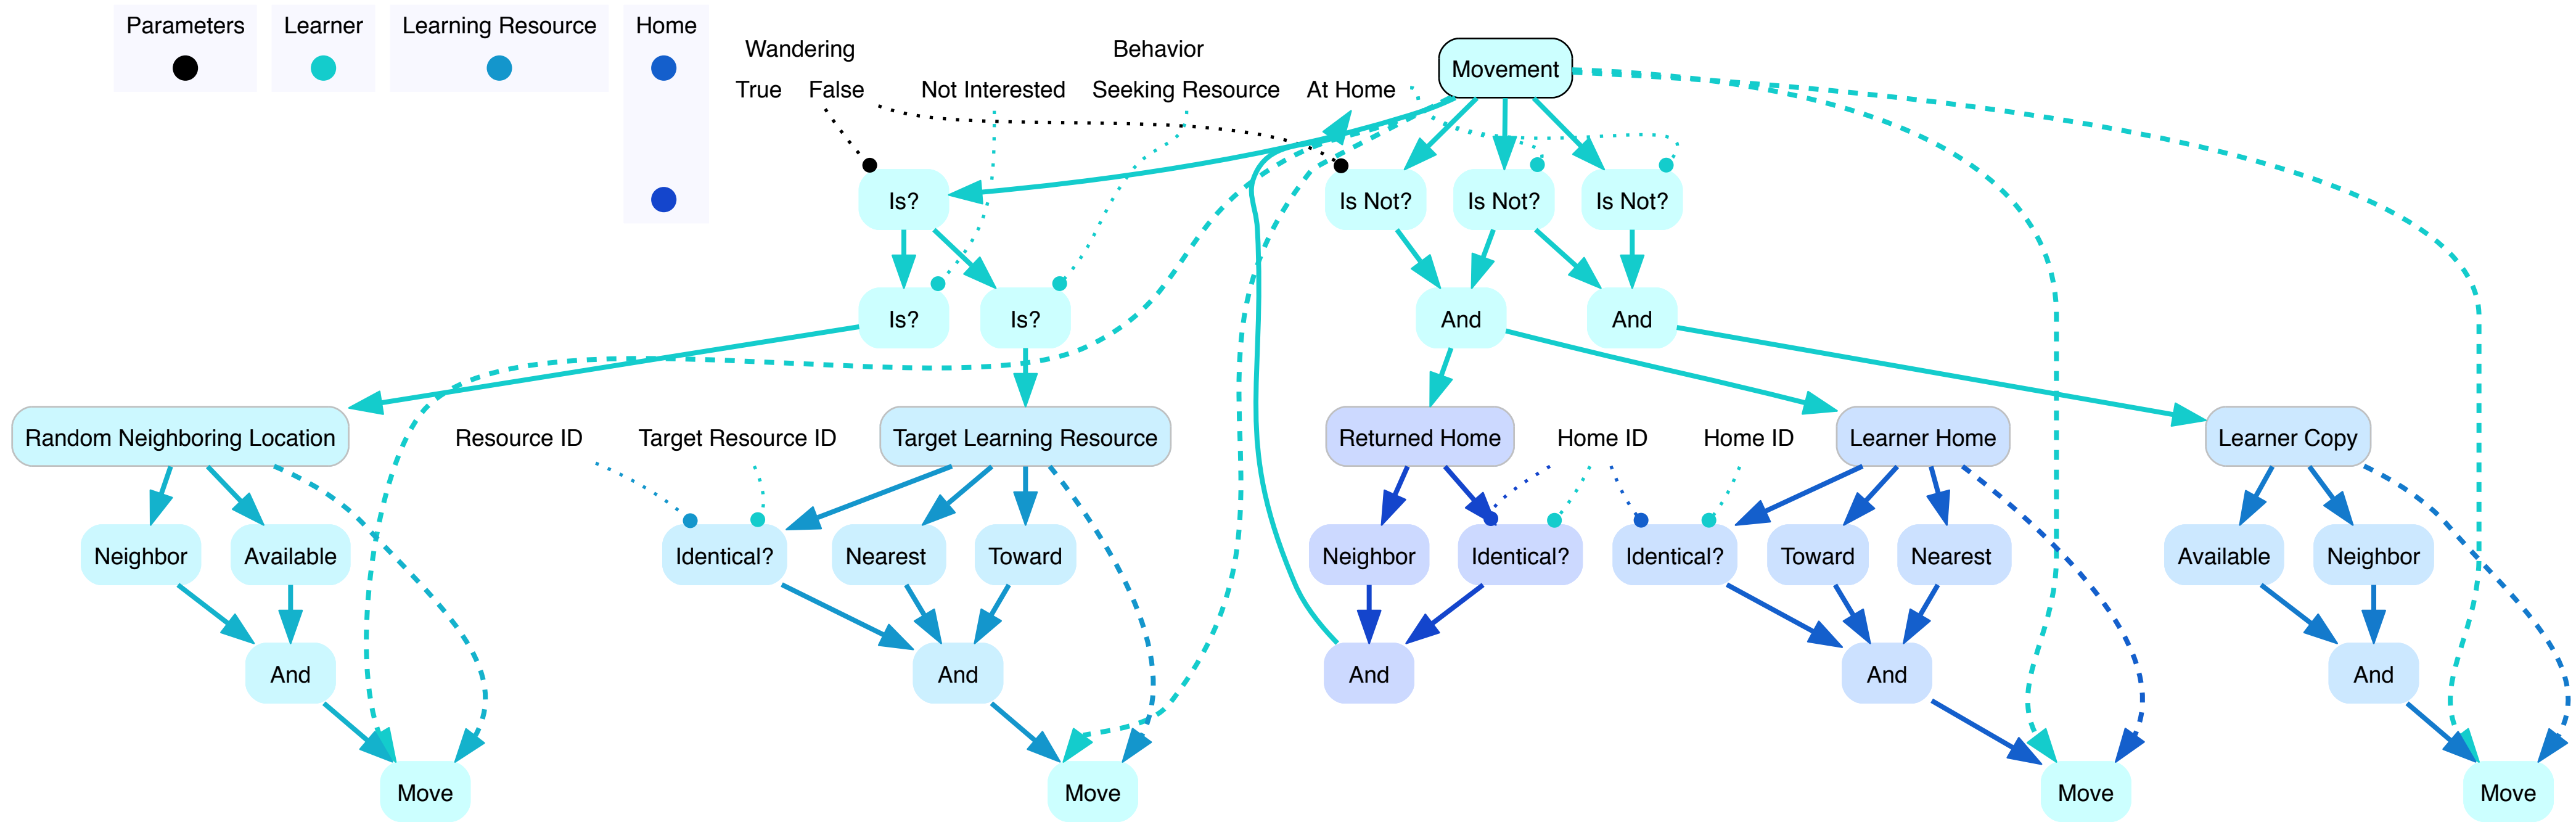 Parameters
Learner
Learning Resource
Home
Wandering
Behavior
Movement
True
False
Not Interested
Seeking Resource
At Home
Is?
Is Not?
Is Not?
Is Not?
Is?
Is?
And
And
Random Neighboring Location
Resource ID
Target Resource ID
Target Learning Resource
Returned Home
Home ID
Home ID
Learner Home
Learner Copy
Neighbor
Available
Identical?
Nearest
Toward
Neighbor
Identical?
Identical?
Toward
Nearest
Available
Neighbor
And
And
And
And
And
Move
Move
Move
Move